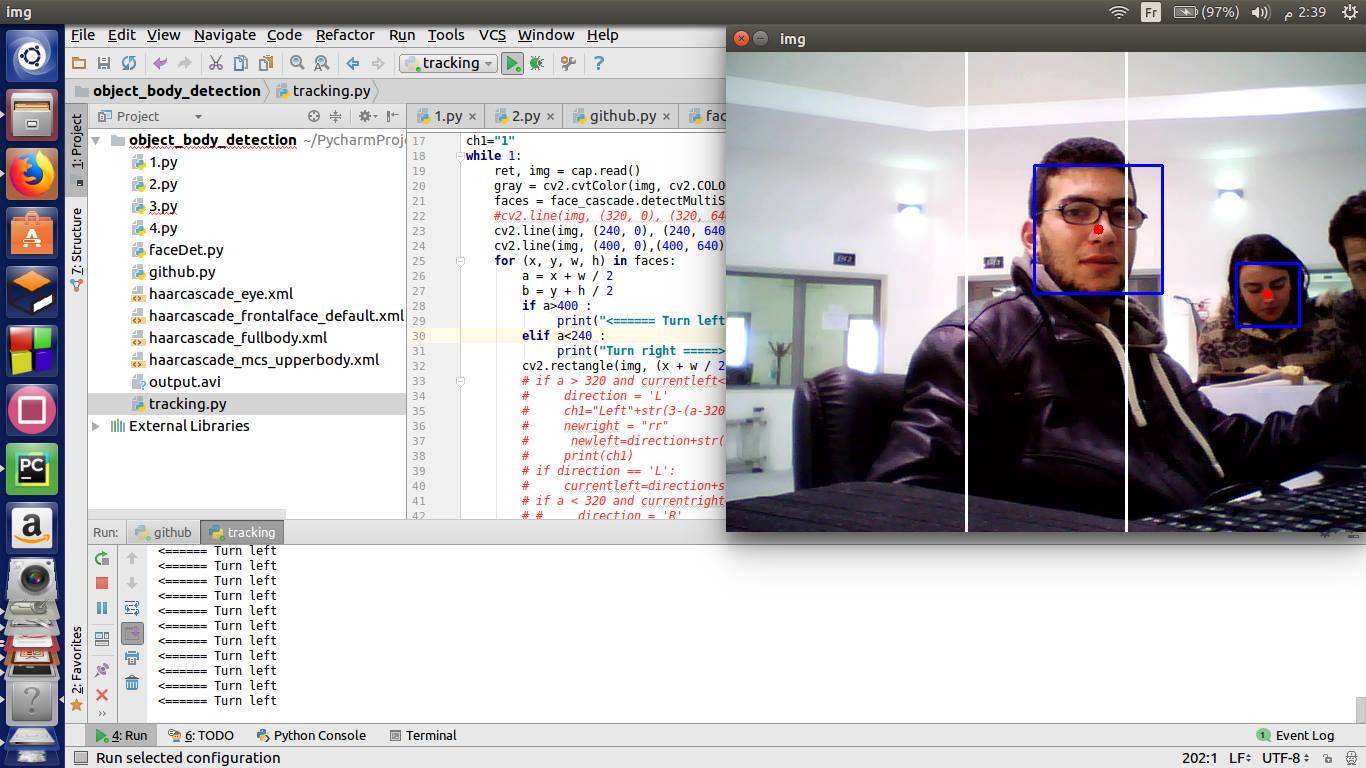 img
Fr
(97%)
2:39 م
File Edit View Navigate Code Refactor Run Tools VCS Window Help
img
tracking
object_body_detection
tracking.py
Project
1.py
2.py
github.py
fac
1: Project
7: Structure
2: Favorites
object_body_detection ~/PycharmProj
1.py
2.py
3.py
4.py
faceDet.py
github.py
haarcascade_eye.xml
haarcascade_frontalface_default.xml
haarcascade_fullbody.xml
haarcascade_mcs_upperbody.xml
output.avi
tracking.py
External Libraries
17 ch1="1"
18 while 1:
19 ret, img = cap.read()
20 gray = cv2.cvtColor(img, cv2.COLO
21 faces = face_cascade.detectMultiS
22 #cv2.line(img, (320, 0), (320, 64
23 cv2.line(img, (240, 0), (240, 640
24 cv2.line(img, (400, 0),(400, 640)
25 for (x, y, w, h) in faces:
26 a = x + w / 2
27 b = y + h / 2
28 if a>400 :
29 print("<====== Turn left
30 elif a<240 :
31 print("Turn right =====>
32 cv2.rectangle(img, (x + w / 2
33 # if a > 320 and currentleft<
34 # direction = 'L'
35 # ch1="Left"+str(3-(a-320
36 # newright = "rr"
37 # newleft=direction+str(
38 # print(ch1)
39 # if direction == 'L':
40 # currentleft=direction+s
41 # if a < 320 and currentright
42 # # direction = 'R'
PC
a
Run: github tracking
<====== Turn left
<====== Turn left
<====== Turn left
<====== Turn left
<====== Turn left
<====== Turn left
<====== Turn left
<====== Turn left
<====== Turn left
<====== Turn left
<====== Turn left
4: Run 6: TODO Python Console Terminal
1 Event Log
Run selected configuration
202:1 LF UTF-8